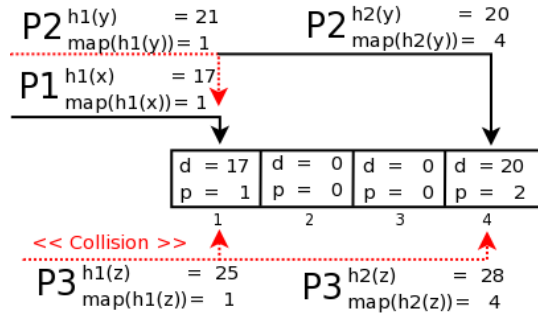 P2 h1(y) = 21
map(h1(y)) = 1
P2 h2(y) = 20
map(h2(y)) = 4
P1 h1(x) = 17
map(h1(x)) = 1
d = 17 d = 0 d = 0 d = 20
p = 1 p = 0 p = 0 p = 2
1 2 3 4
<< Collision >>
P3 h1(z) = 25
map(h1(z)) = 1
P3 h2(z) = 28
map(h2(z)) = 4